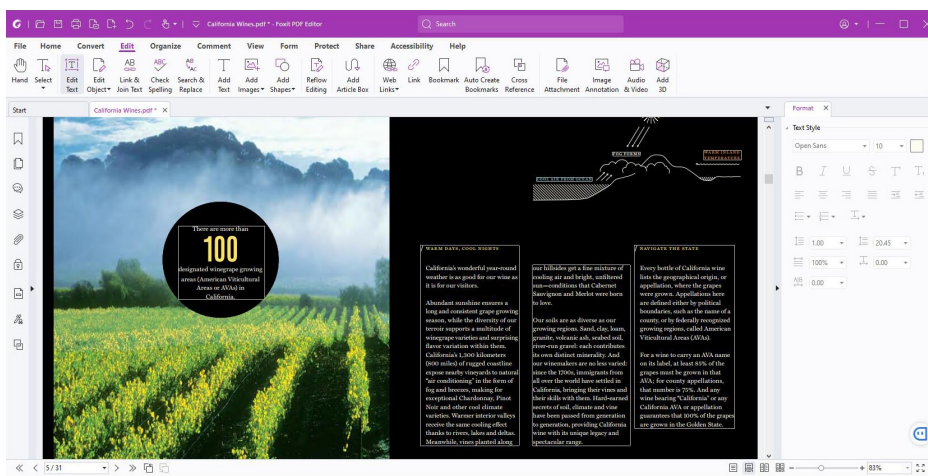 California Wines.pdf * - Foxit PDF Editor
Search
File Home Convert Edit Organize Comment View Form Protect Share Accessibility Help
Hand Select Edit Text Edit Object Link & Join Text Check Spelling Search & Replace Add Text Add Images Add Shapes Reflow Editing Add Article Box Web Links Link Bookmark Auto Create Bookmarks Cross Reference File Attachment Image Annotation Audio & Video Add 3D
Start
California Wines.pdf *
Format
Text Style
Open Sans 10
1.00 20.45
100% 0.00
0.00
There are more than
100
designated winegrape growing
areas (American Viticultural
Areas or AVAs) in
California.
FOG FORMS
WARM INLAND
TEMPERATURE
COOL AIR FROM OCEAN
WARM DAYS, COOL NIGHTS
California's wonderful year-round
weather is as good for our wine as
it is for our visitors.
Abundant sunshine ensures a
long and consistent grape growing
season, while the diversity of our
terroir supports a multitude of
winegrape varieties and surprising
flavor variation within them.
California's 1,300 kilometers
(800 miles) of rugged coastline
expose nearby vineyards to natural
"air conditioning" in the form of
fog and breezes, making for
exceptional Chardonnay, Pinot
Noir and other cool climate
varieties. Warmer interior valleys
receive the same cooling effect
thanks to rivers, lakes and deltas.
Meanwhile, vines planted along
our hillsides get a fine mixture of
cooling air and bright, unfiltered
sun—conditions that Cabernet
Sauvignon and Merlot were born
to love.
Our soils are as diverse as our
growing regions. Sand, clay, loam,
granite, volcanic ash, seabed soil,
river-run gravel: each contributes
its own distinct minerality. And
our winemakers are no less varied:
since the 1700s, immigrants from
all over the world have settled in
California, bringing their vines and
their skills with them. Hard-earned
secrets of soil, climate and vine
have been passed from generation
to generation, providing California
wine with its unique legacy and
spectacular range.
NAVIGATE THE STATE
Every bottle of California wine
lists the geographical origin, or
appellation, where the grapes
were grown. Appellations here
are defined either by political
boundaries, such as the name of a
county, or by federally recognized
growing regions, called American
Viticultural Areas (AVAs).
For a wine to carry an AVA name
on its label, at least 85% of the
grapes must be grown in that
AVA; for county appellations,
that number is 75%. And any
wine bearing "California" or any
California AVA or appellation
guarantees that 100% of the grapes
are grown in the Golden State.
5 / 31
83%